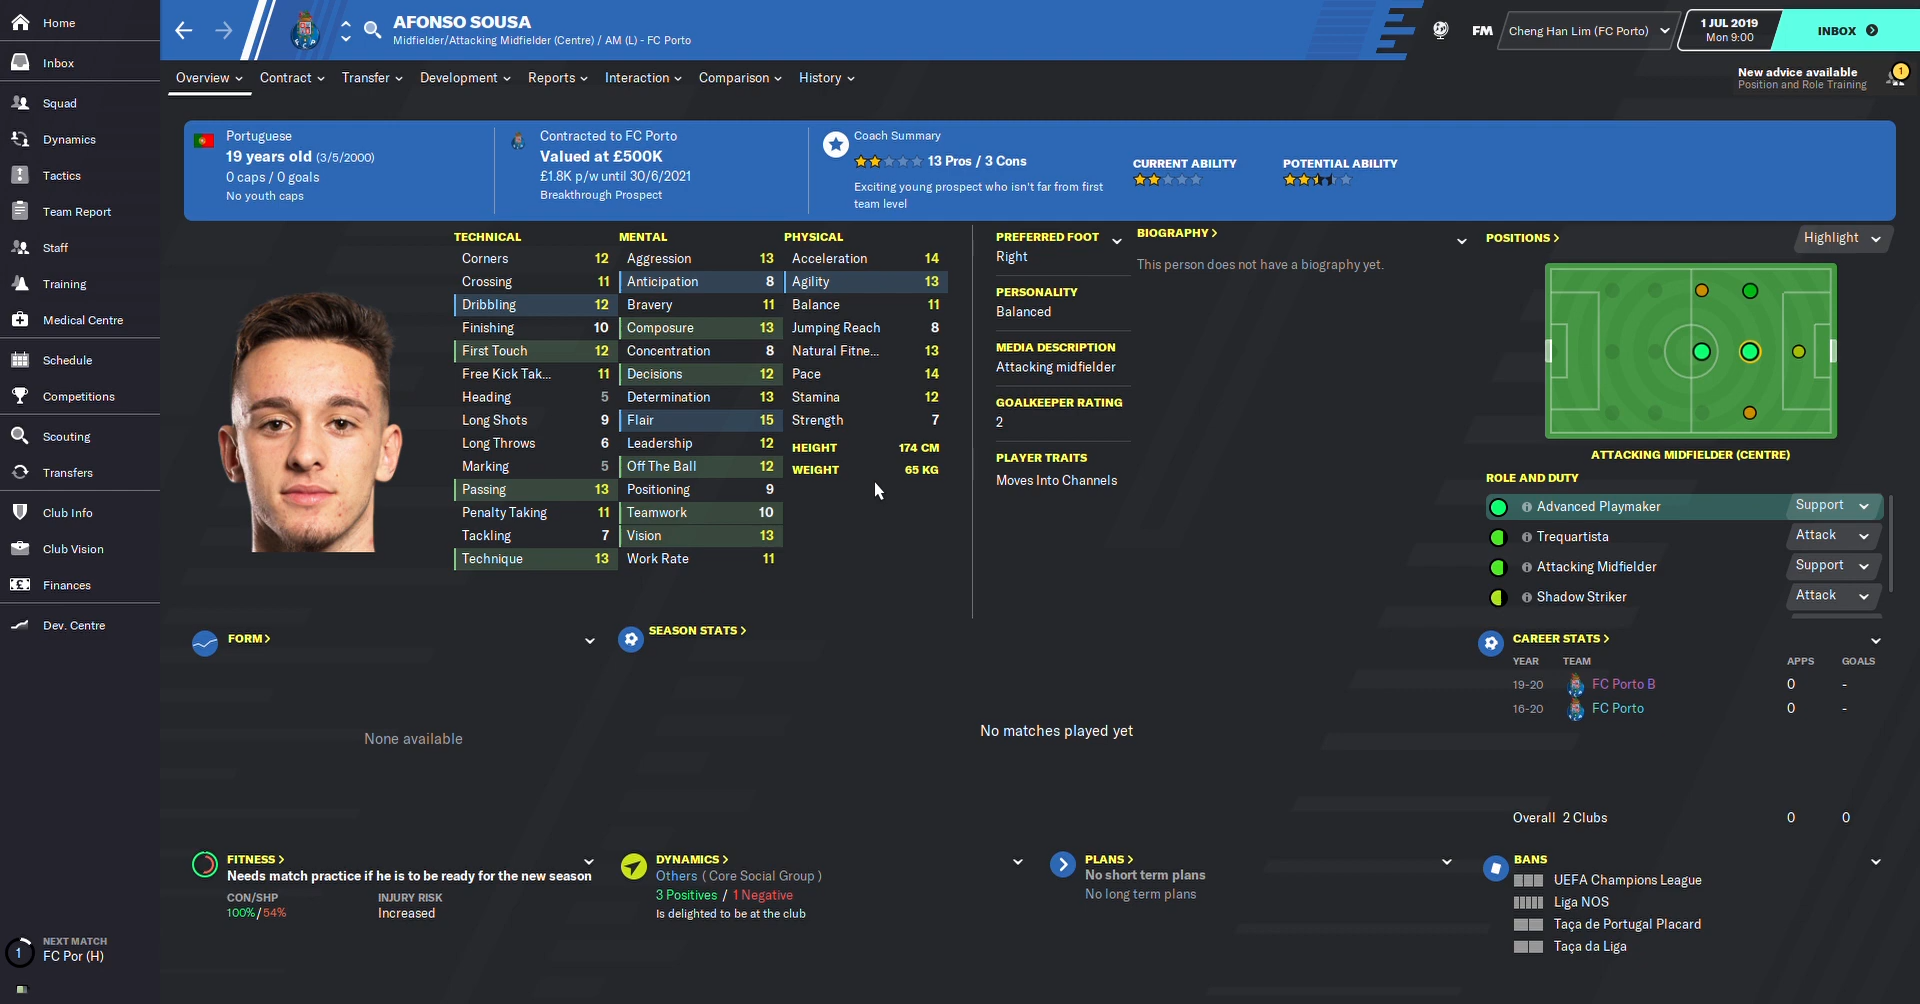 Home
Inbox
Squad
Dynamics
Tactics
Team Report
Staff
Training
Medical Centre
Schedule
Competitions
Scouting
Transfers
Club Info
Club Vision
Finances
Dev. Centre
1
NEXT MATCH
FC Por (H)
AFONSO SOUSA
Midfielder/Attacking Midfielder (Centre) / AM (L) - FC Porto
FM
Cheng Han Lim (FC Porto)
1 JUL 2019
Mon 9:00
INBOX
Overview Contract Transfer Development Reports Interaction Comparison History
New advice available
Position and Role Training
1
Portuguese
19 years old (3/5/2000)
0 caps / 0 goals
No youth caps
Contracted to FC Porto
Valued at £500K
£1.8K p/w until 30/6/2021
Breakthrough Prospect
Coach Summary
13 Pros / 3 Cons
Exciting young prospect who isn't far from first
team level
CURRENT ABILITY
POTENTIAL ABILITY
TECHNICAL
Corners 12
Crossing 11
Dribbling 12
Finishing 10
First Touch 12
Free Kick Tak... 11
Heading 5
Long Shots 9
Long Throws 6
Marking 5
Passing 13
Penalty Taking 11
Tackling 7
Technique 13
MENTAL
Aggression 13
Anticipation 8
Bravery 11
Composure 13
Concentration 8
Decisions 12
Determination 13
Flair 15
Leadership 12
Off The Ball 12
Positioning 9
Teamwork 10
Vision 13
Work Rate 11
PHYSICAL
Acceleration 14
Agility 13
Balance 11
Jumping Reach 8
Natural Fitne... 13
Pace 14
Stamina 12
Strength 7
HEIGHT 174 CM
WEIGHT 65 KG
PREFERRED FOOT
Right
PERSONALITY
Balanced
MEDIA DESCRIPTION
Attacking midfielder
GOALKEEPER RATING
2
PLAYER TRAITS
Moves Into Channels
BIOGRAPHY >
This person does not have a biography yet.
POSITIONS >
Highlight
ATTACKING MIDFIELDER (CENTRE)
ROLE AND DUTY
Advanced Playmaker Support
Trequartista Attack
Attacking Midfielder Support
Shadow Striker Attack
FORM >
None available
SEASON STATS >
No matches played yet
CAREER STATS >
YEAR TEAM APPS GOALS
19-20 FC Porto B 0 -
16-20 FC Porto 0 -
Overall 2 Clubs 0 0
FITNESS >
Needs match practice if he is to be ready for the new season
CON/SHP INJURY RISK
100%/54% Increased
DYNAMICS >
Others ( Core Social Group )
3 Positives / 1 Negative
Is delighted to be at the club
PLANS >
No short term plans
No long term plans
BANS
UEFA Champions League
Liga NOS
Taça de Portugal Placard
Taça da Liga